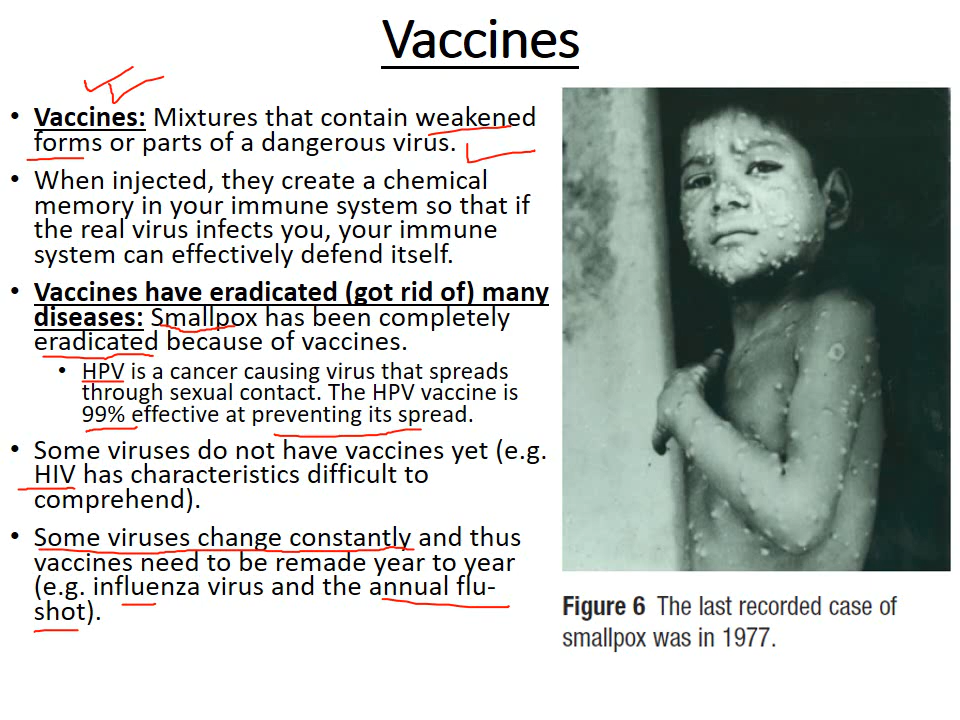 Vaccines
• Vaccines: Mixtures that contain weakened
forms or parts of a dangerous virus.
• When injected, they create a chemical
memory in your immune system so that if
the real virus infects you, your immune
system can effectively defend itself.
• Vaccines have eradicated (got rid of) many
diseases: Smallpox has been completely
eradicated because of vaccines.
• HPV is a cancer causing virus that spreads
through sexual contact. The HPV vaccine is
99% effective at preventing its spread.
• Some viruses do not have vaccines yet (e.g.
HIV has characteristics difficult to
comprehend).
• Some viruses change constantly and thus
vaccines need to be remade year to year
(e.g. influenza virus and the annual flu-
shot).
Figure 6 The last recorded case of
smallpox was in 1977.